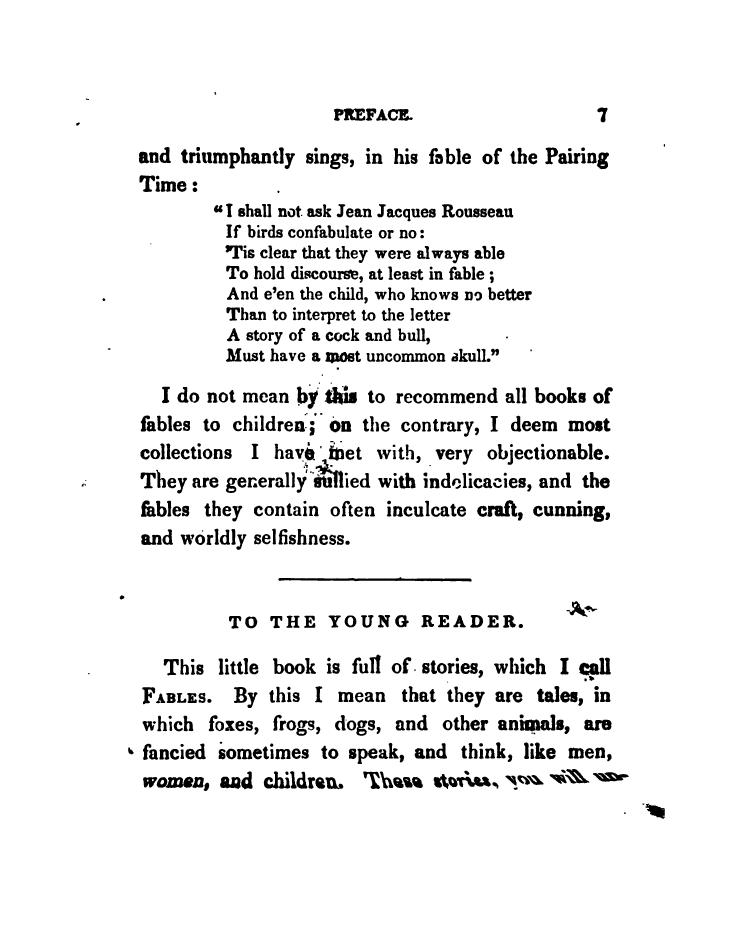 PREFACE. 7
and triumphantly sings, in his fable of the Pairing
Time:
"I shall not ask Jean Jacques Rousseau
If birds confabulate or no:
'Tis clear that they were always able
To hold discourse, at least in fable;
And e'en the child, who knows no better
Than to interpret to the letter
A story of a cock and bull,
Must have a most uncommon skull."
I do not mean by this to recommend all books of
fables to children; on the contrary, I deem most
collections I have met with, very objectionable.
They are generally sullied with indelicacies, and the
fables they contain often inculcate craft, cunning,
and worldly selfishness.
TO THE YOUNG READER.
This little book is full of stories, which I call
FABLES. By this I mean that they are tales, in
which foxes, frogs, dogs, and other animals, are
fancied sometimes to speak, and think, like men,
women, and children. These stories, you will un-